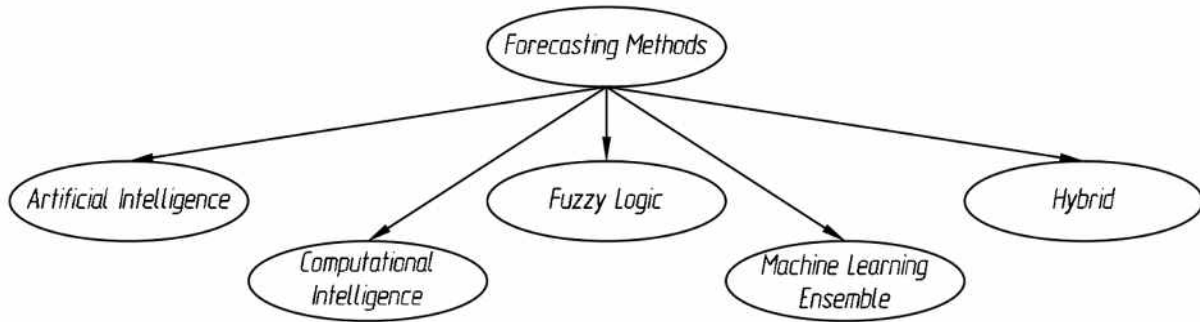 Forecasting Methods
Artificial Intelligence
Fuzzy Logic
Hybrid
Computational
Intelligence
Machine Learning
Ensemble